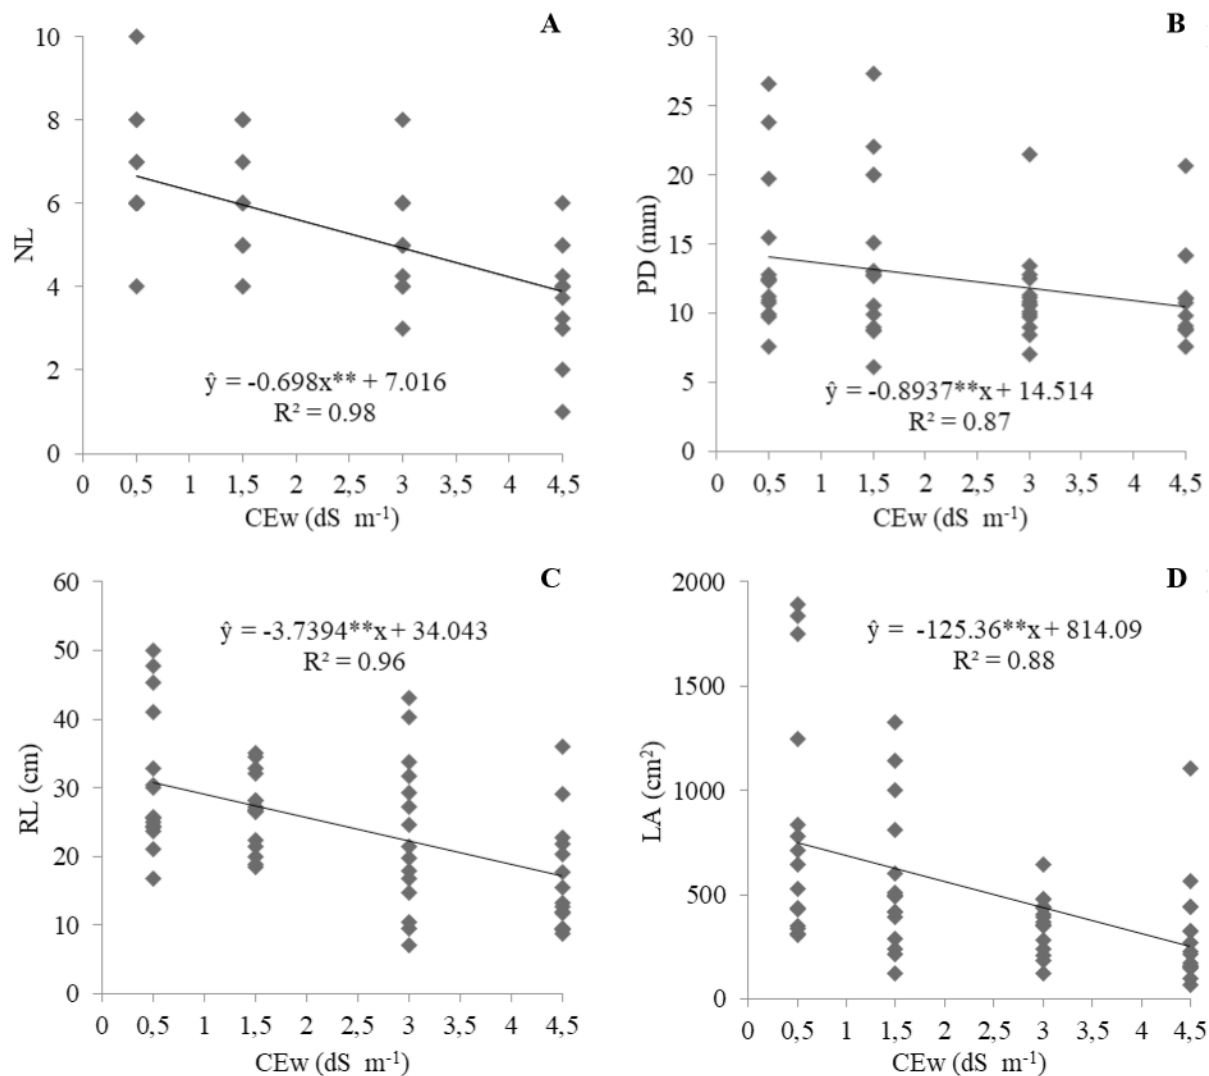 A
10
8
6
4
2
0
NL
ŷ = -0.698x** + 7.016
R² = 0.98
0 0,5 1 1,5 2 2,5 3 3,5 4 4,5
CEw (dS m⁻¹)
B
30
25
20
15
10
5
0
PD (mm)
ŷ = -0.8937**x + 14.514
R² = 0.87
0 0,5 1 1,5 2 2,5 3 3,5 4 4,5
CEw (dS m⁻¹)
C
60
50
40
30
20
10
0
RL (cm)
ŷ = -3.7394**x + 34.043
R² = 0.96
0 0,5 1 1,5 2 2,5 3 3,5 4 4,5
CEw (dS m⁻¹)
D
2000
1500
1000
500
0
LA (cm²)
ŷ = -125.36**x + 814.09
R² = 0.88
0 0,5 1 1,5 2 2,5 3 3,5 4 4,5
CEw (dS m⁻¹)